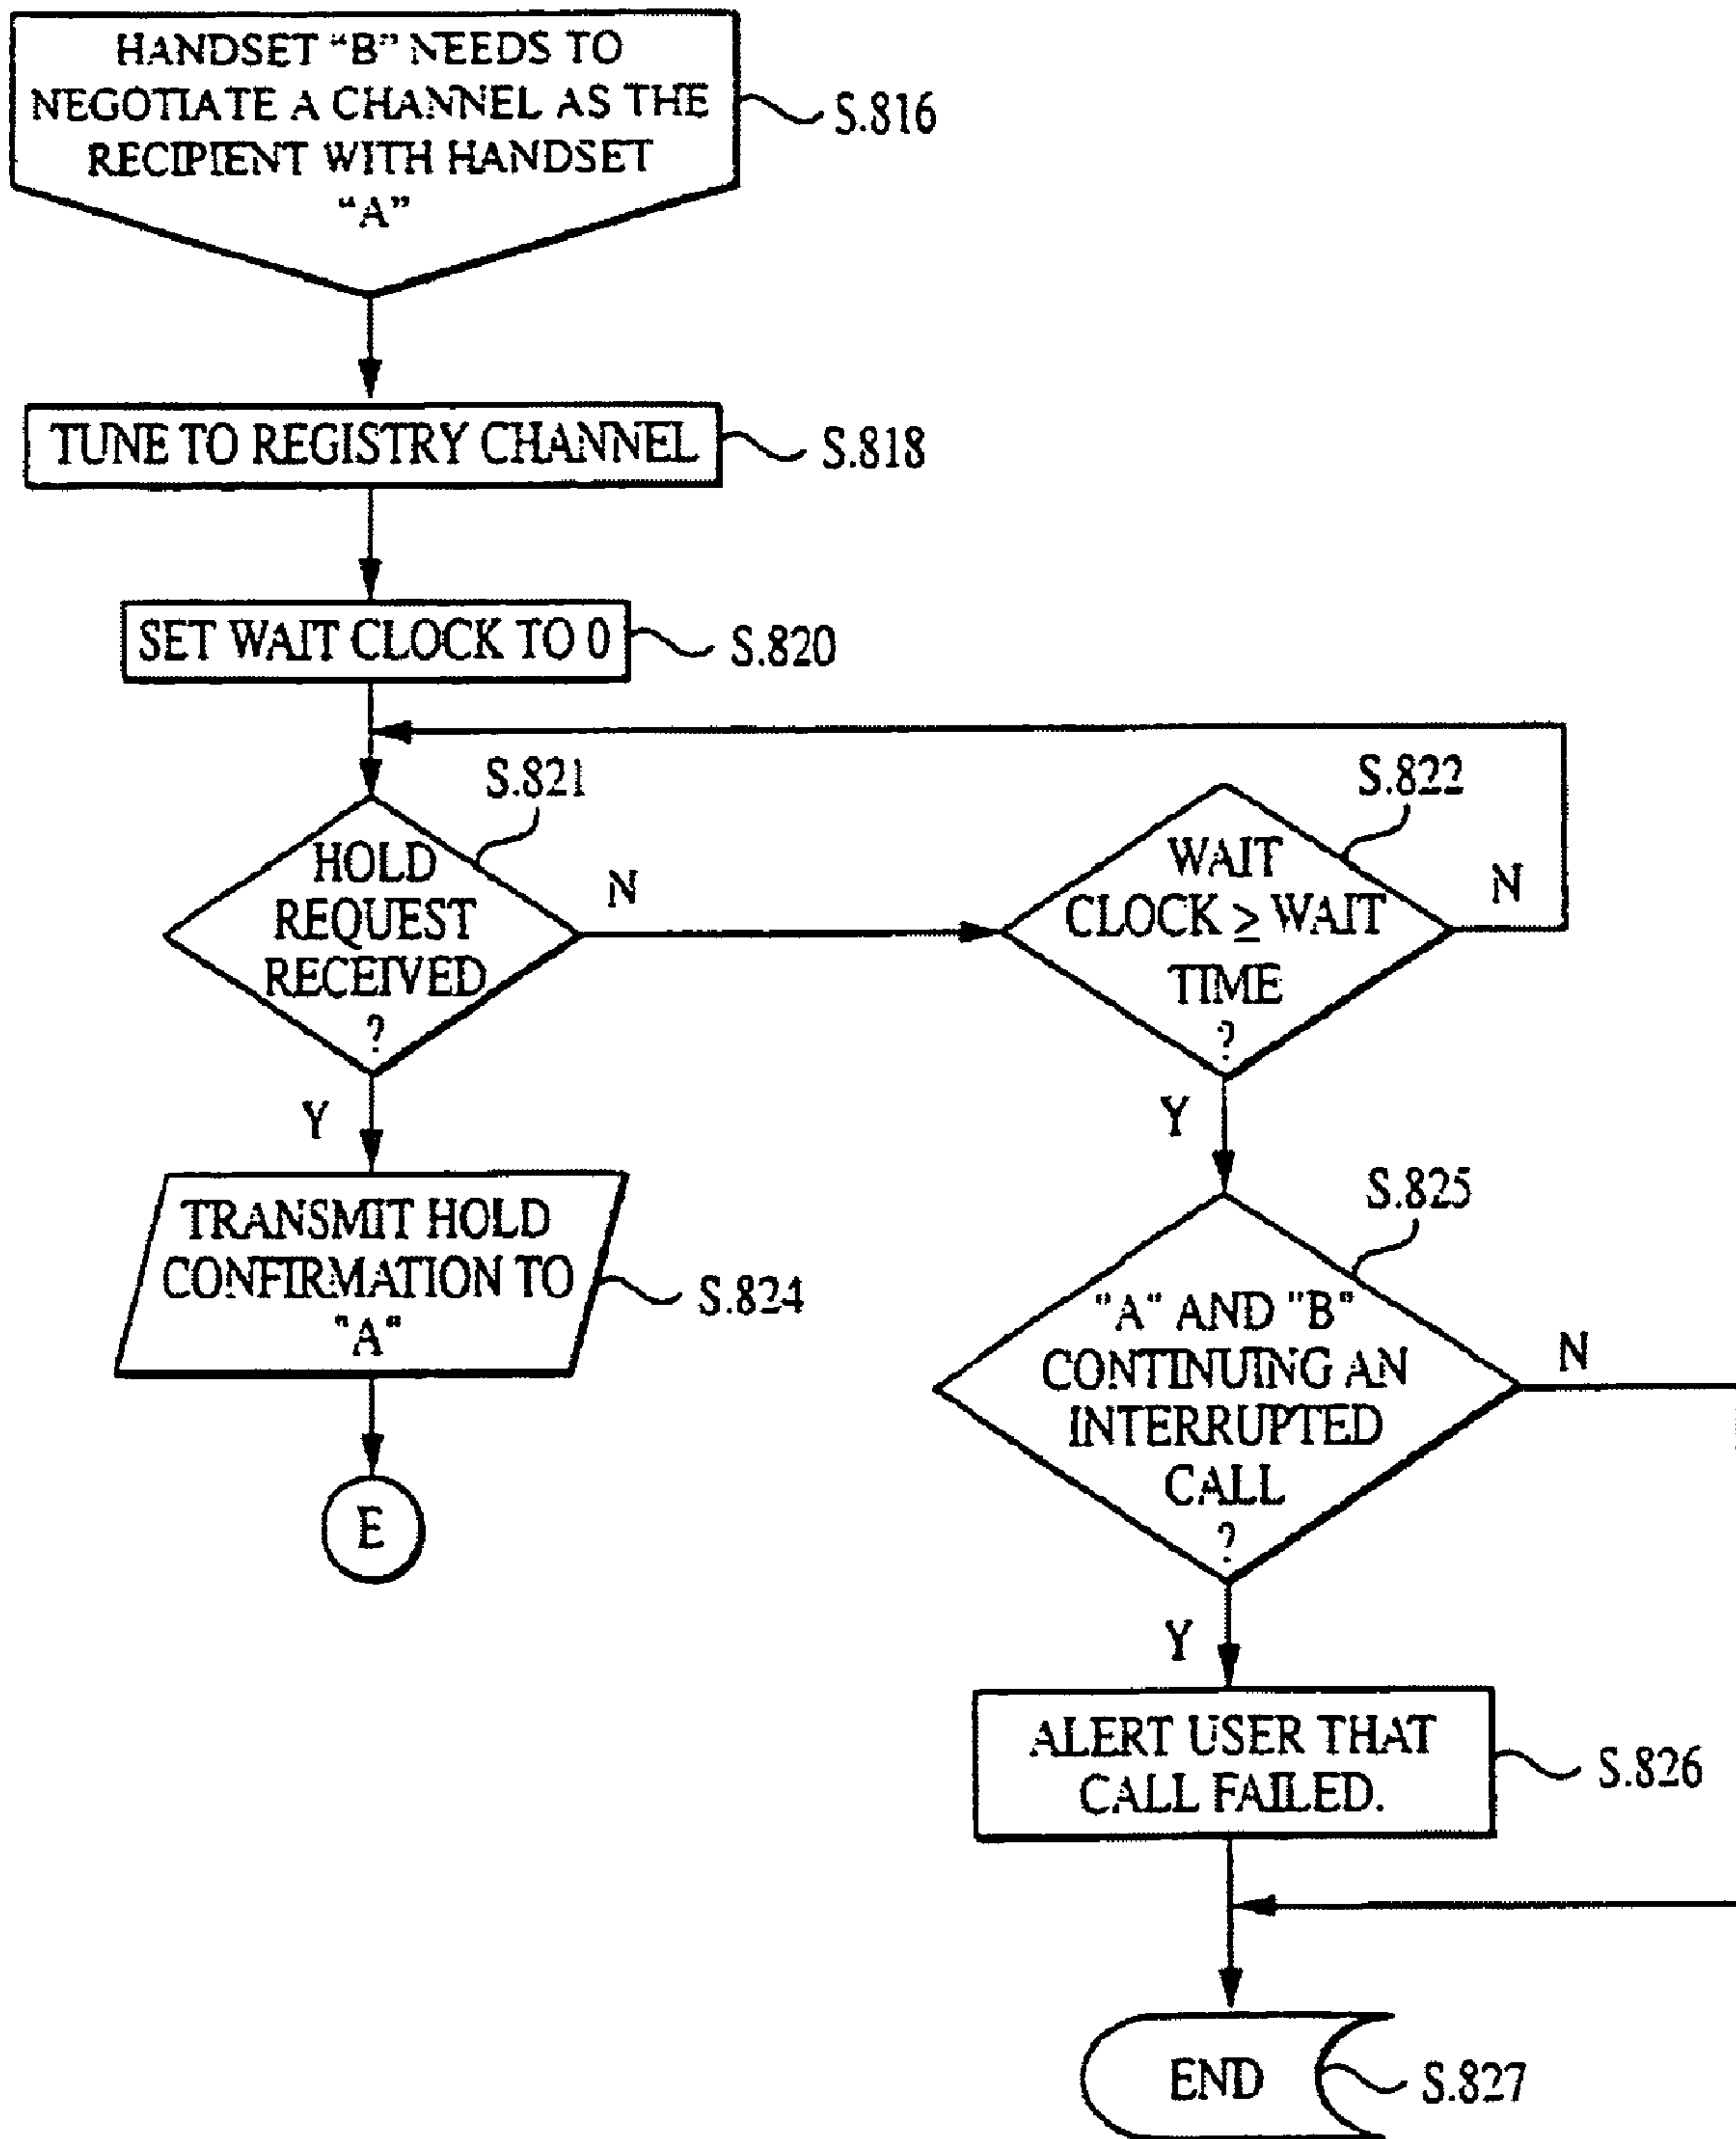 HANDSET “B” NEEDS TO
NEGOTIATE A CHANNEL AS THE
RECIPIENT WITH HANDSET
“A”
S.816
TUNE TO REGISTRY CHANNEL
S.818
SET WAIT CLOCK TO 0
S.820
S.821
HOLD
REQUEST
RECEIVED
?
N
Y
S.822
WAIT
CLOCK ≥ WAIT
TIME
?
N
Y
TRANSMIT HOLD
CONFIRMATION TO
"A"
S.824
E
S.825
"A" AND "B"
CONTINUING AN
INTERRUPTED
CALL
?
N
Y
ALERT USER THAT
CALL FAILED.
S.826
END
S.827